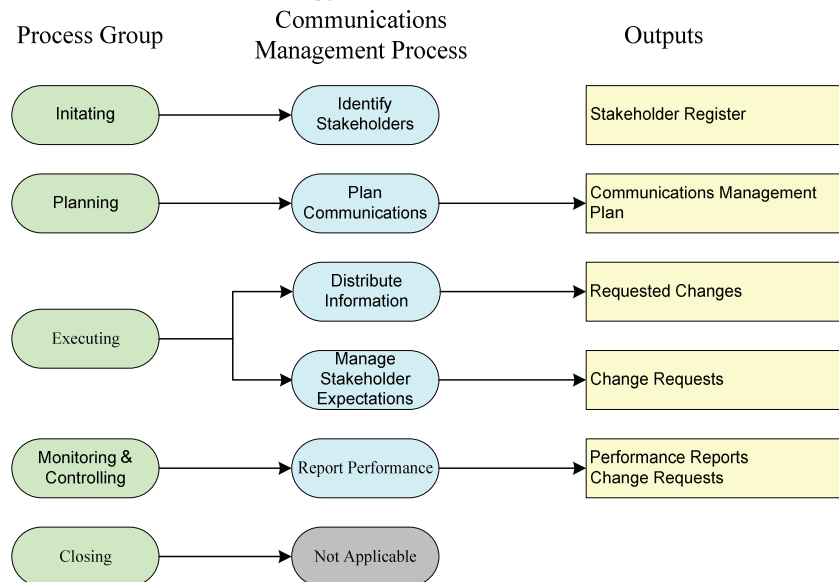 Process Group
Communications
Management Process
Outputs
Initating
Identify
Stakeholders
Stakeholder Register
Planning
Plan
Communications
Communications Management
Plan
Executing
Distribute
Information
Requested Changes
Manage
Stakeholder
Expectations
Change Requests
Monitoring &
Controlling
Report Performance
Performance Reports
Change Requests
Closing
Not Applicable